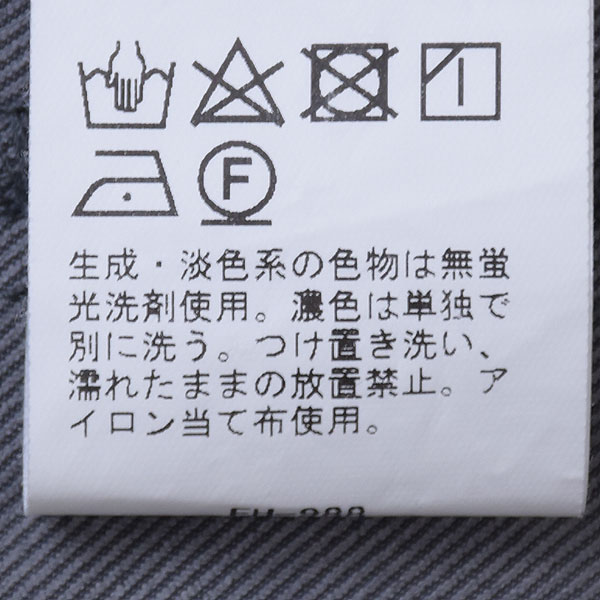 F
生成・淡色系の色物は無蛍
光洗剤使用。濃色は単独で
別に洗う。つけ置き洗い、
濡れたままの放置禁止。ア
イロン当て布使用。